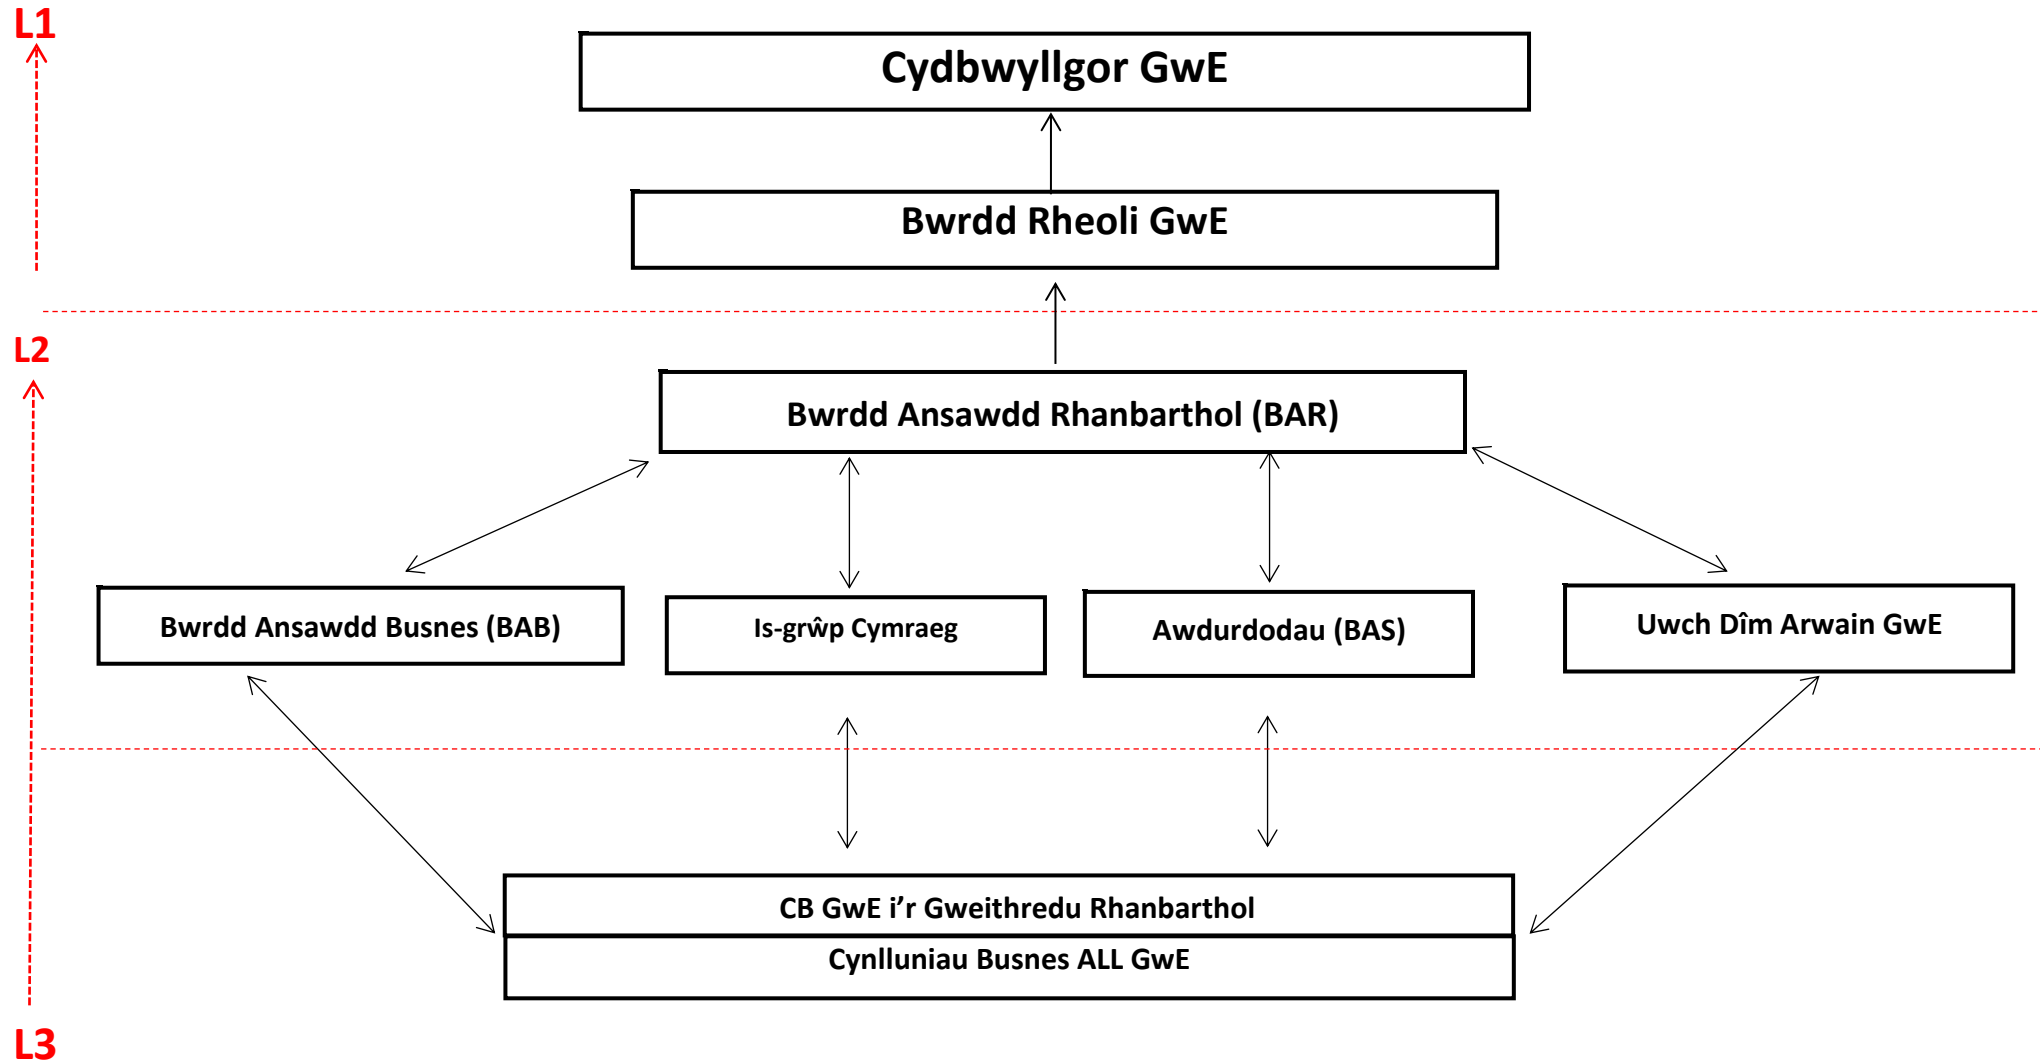 L1
Cydbwyllgor GwE
Bwrdd Rheoli GwE
L2
Bwrdd Ansawdd Rhanbarthol (BAR)
Bwrdd Ansawdd Busnes (BAB)
Is-grŵp Cymraeg
Awdurdodau (BAS)
Uwch Dîm Arwain GwE
CB GwE i’r Gweithredu Rhanbarthol
Cynlluniau Busnes ALL GwE
L3